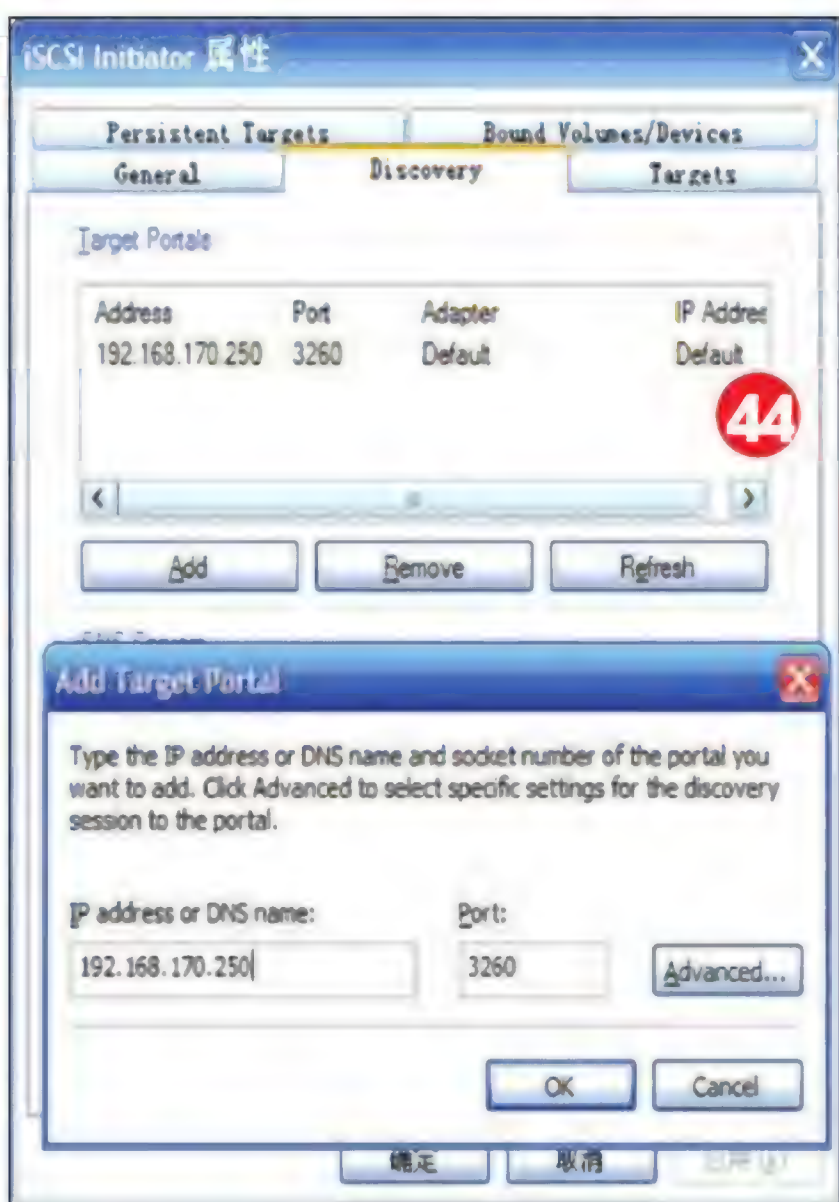 iSCSI Initiator 属性
Persistent Targets
Bound Volumes/Devices
General
Discovery
Targets
Target Portals
Address Port Adapter IP Addres
192.168.170.250 3260 Default Default
44
Add Remove Refresh
Add Target Portal
Type the IP address or DNS name and socket number of the portal you
want to add. Click Advanced to select specific settings for the discovery
session to the portal.
IP address or DNS name: Port:
192.168.170.250 3260 Advanced...
OK Cancel
确定 取消